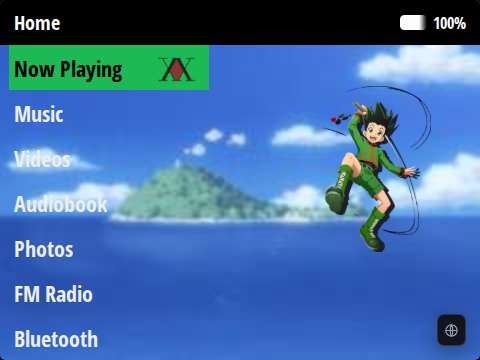 Home
100%
Now Playing
Music
Videos
Audiobook
Photos
FM Radio
Bluetooth